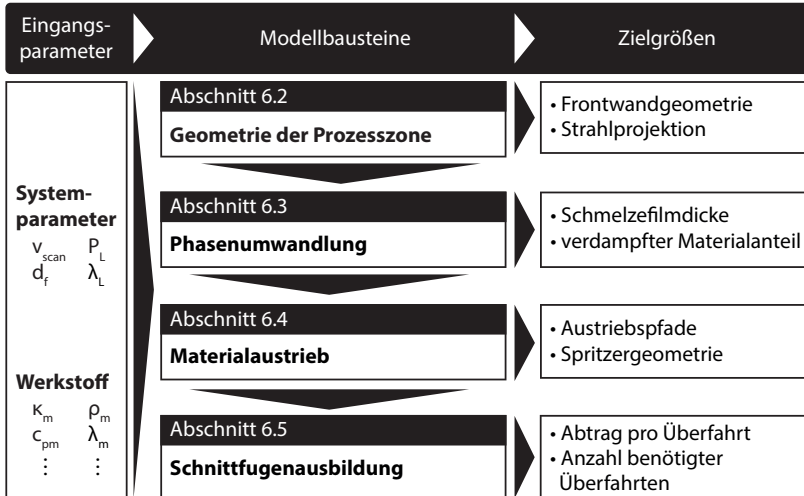 Eingangs-
parameter
Modellbausteine
Zielgrößen
System-
parameter
v_scan P_L
d_f λ_L
Werkstoff
κ_m ρ_m
c_pm λ_m
⋮ ⋮
Abschnitt 6.2
Geometrie der Prozesszone
• Frontwandgeometrie
• Strahlprojektion
Abschnitt 6.3
Phasenumwandlung
• Schmelzefilmdicke
• verdampfter Materialanteil
Abschnitt 6.4
Materialaustrieb
• Austriebspfade
• Spritzergeometrie
Abschnitt 6.5
Schnittfugenausbildung
• Abtrag pro Überfahrt
• Anzahl benötigter
Überfahrten